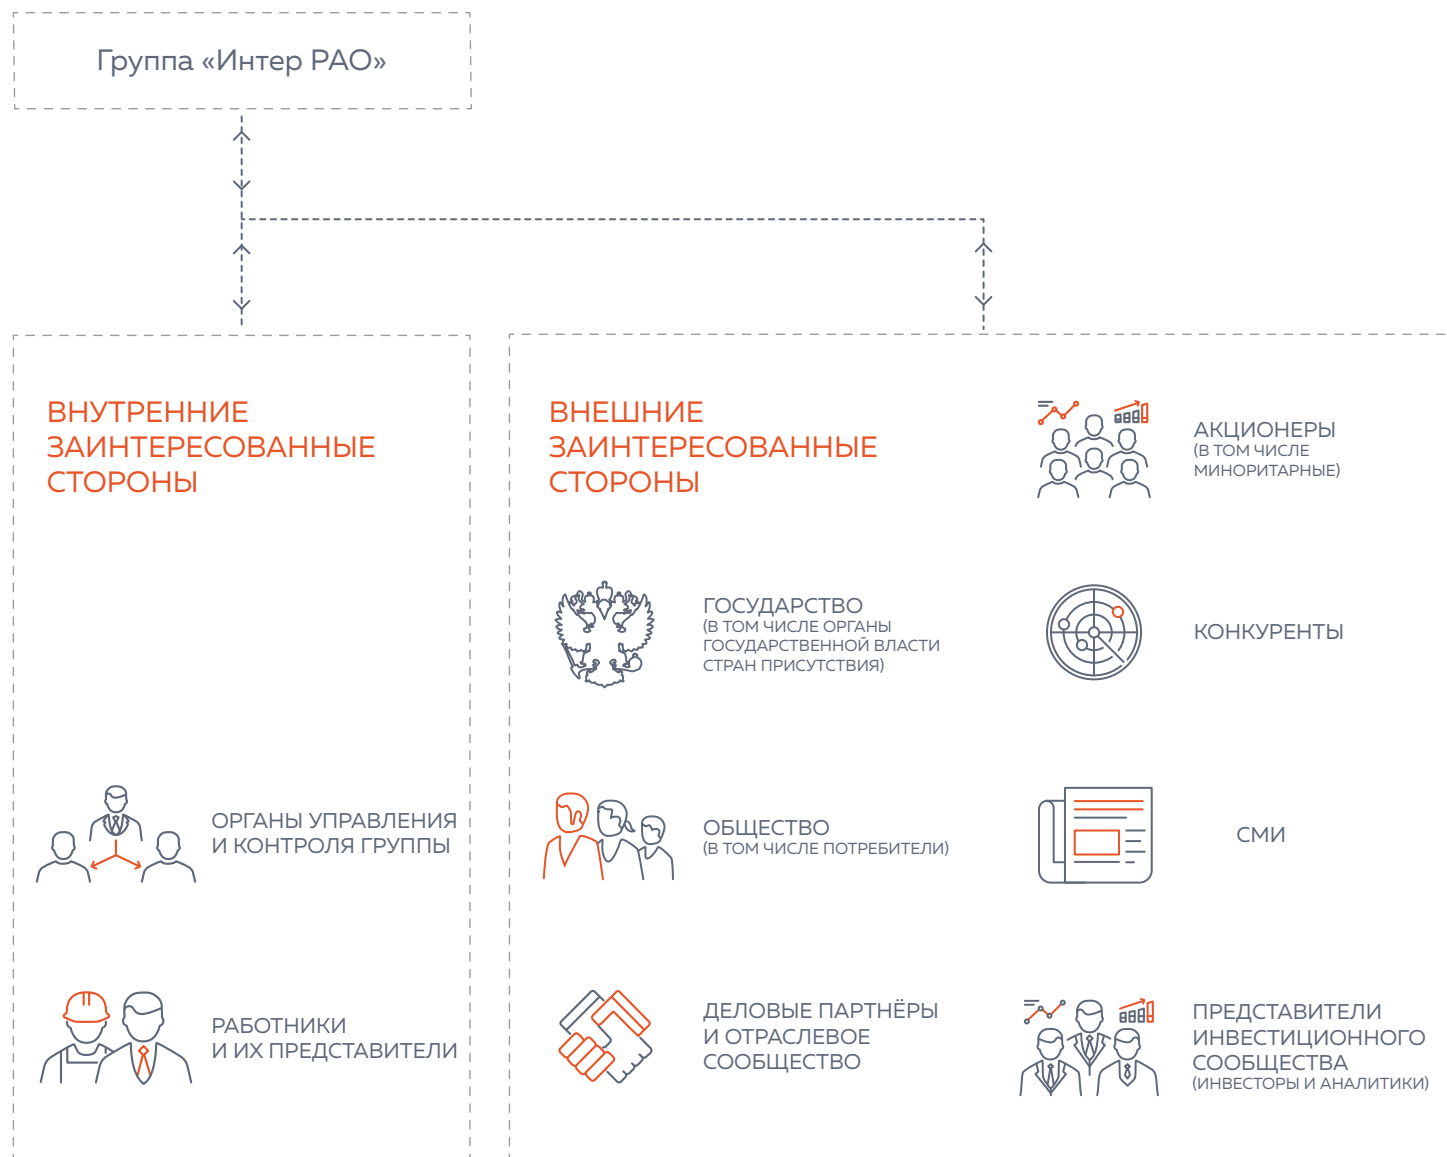 Группа «Интер РАО»
ВНУТРЕННИЕ
ЗАИНТЕРЕСОВАННЫЕ
СТОРОНЫ
ОРГАНЫ УПРАВЛЕНИЯ
И КОНТРОЛЯ ГРУППЫ
РАБОТНИКИ
И ИХ ПРЕДСТАВИТЕЛИ
ВНЕШНИЕ
ЗАИНТЕРЕСОВАННЫЕ
СТОРОНЫ
ГОСУДАРСТВО
(В ТОМ ЧИСЛЕ ОРГАНЫ
ГОСУДАРСТВЕННОЙ ВЛАСТИ
СТРАН ПРИСУТСТВИЯ)
ОБЩЕСТВО
(В ТОМ ЧИСЛЕ ПОТРЕБИТЕЛИ)
ДЕЛОВЫЕ ПАРТНЁРЫ
И ОТРАСЛЕВОЕ
СООБЩЕСТВО
АКЦИОНЕРЫ
(В ТОМ ЧИСЛЕ
МИНОРИТАРНЫЕ)
КОНКУРЕНТЫ
СМИ
ПРЕДСТАВИТЕЛИ
ИНВЕСТИЦИОННОГО
СООБЩЕСТВА
(ИНВЕСТОРЫ И АНАЛИТИКИ)